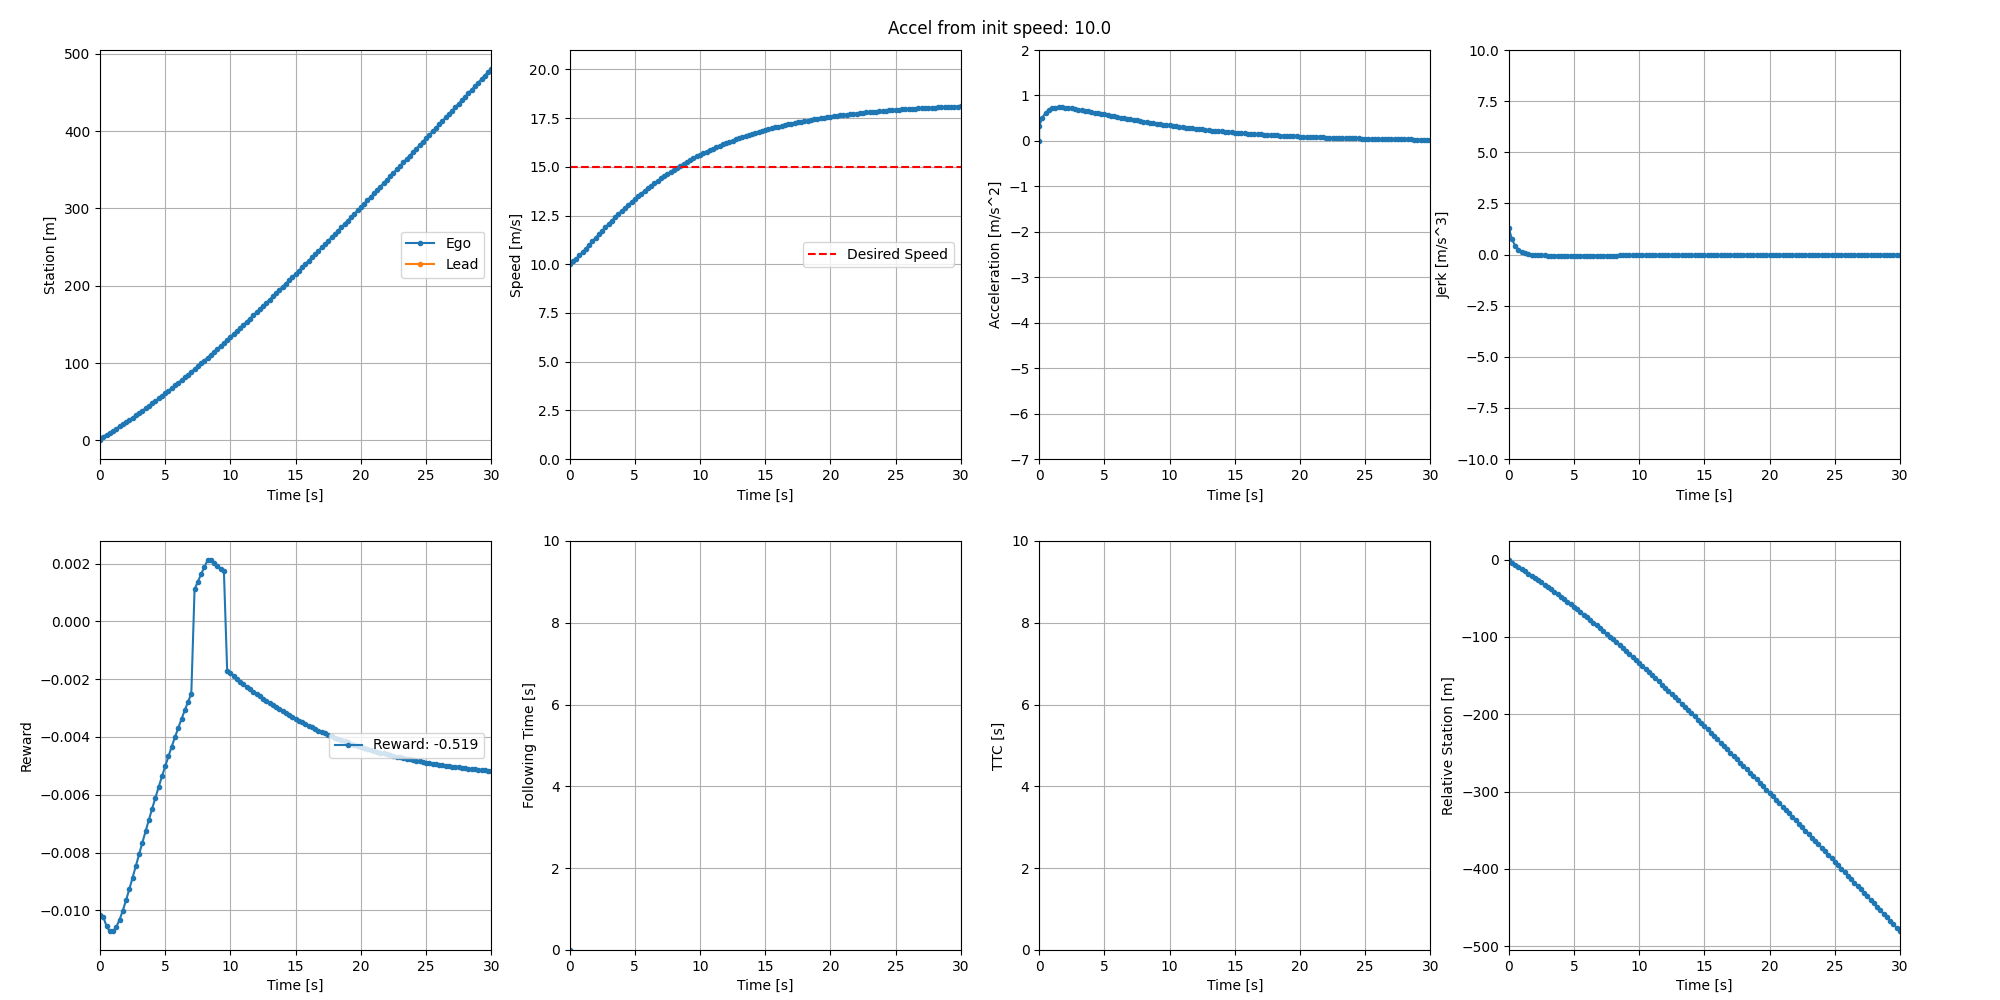 Accel from init speed: 10.0
Station [m]
500
400
300
200
100
0
Ego
Lead
0 5 10 15 20 25 30
Time [s]
Speed [m/s]
20.0
17.5
15.0
12.5
10.0
7.5
5.0
2.5
0.0
Desired Speed
0 5 10 15 20 25 30
Time [s]
Acceleration [m/s^2]
2
1
0
−1
−2
−3
−4
−5
−6
−7
0 5 10 15 20 25 30
Time [s]
Jerk [m/s^3]
10.0
7.5
5.0
2.5
0.0
−2.5
−5.0
−7.5
−10.0
0 5 10 15 20 25 30
Time [s]
Reward
0.002
0.000
−0.002
−0.004
−0.006
−0.008
−0.010
Reward: -0.519
0 5 10 15 20 25 30
Time [s]
Following Time [s]
10
8
6
4
2
0
0 5 10 15 20 25 30
Time [s]
TTC [s]
10
8
6
4
2
0
0 5 10 15 20 25 30
Time [s]
Relative Station [m]
0
−100
−200
−300
−400
−500
0 5 10 15 20 25 30
Time [s]